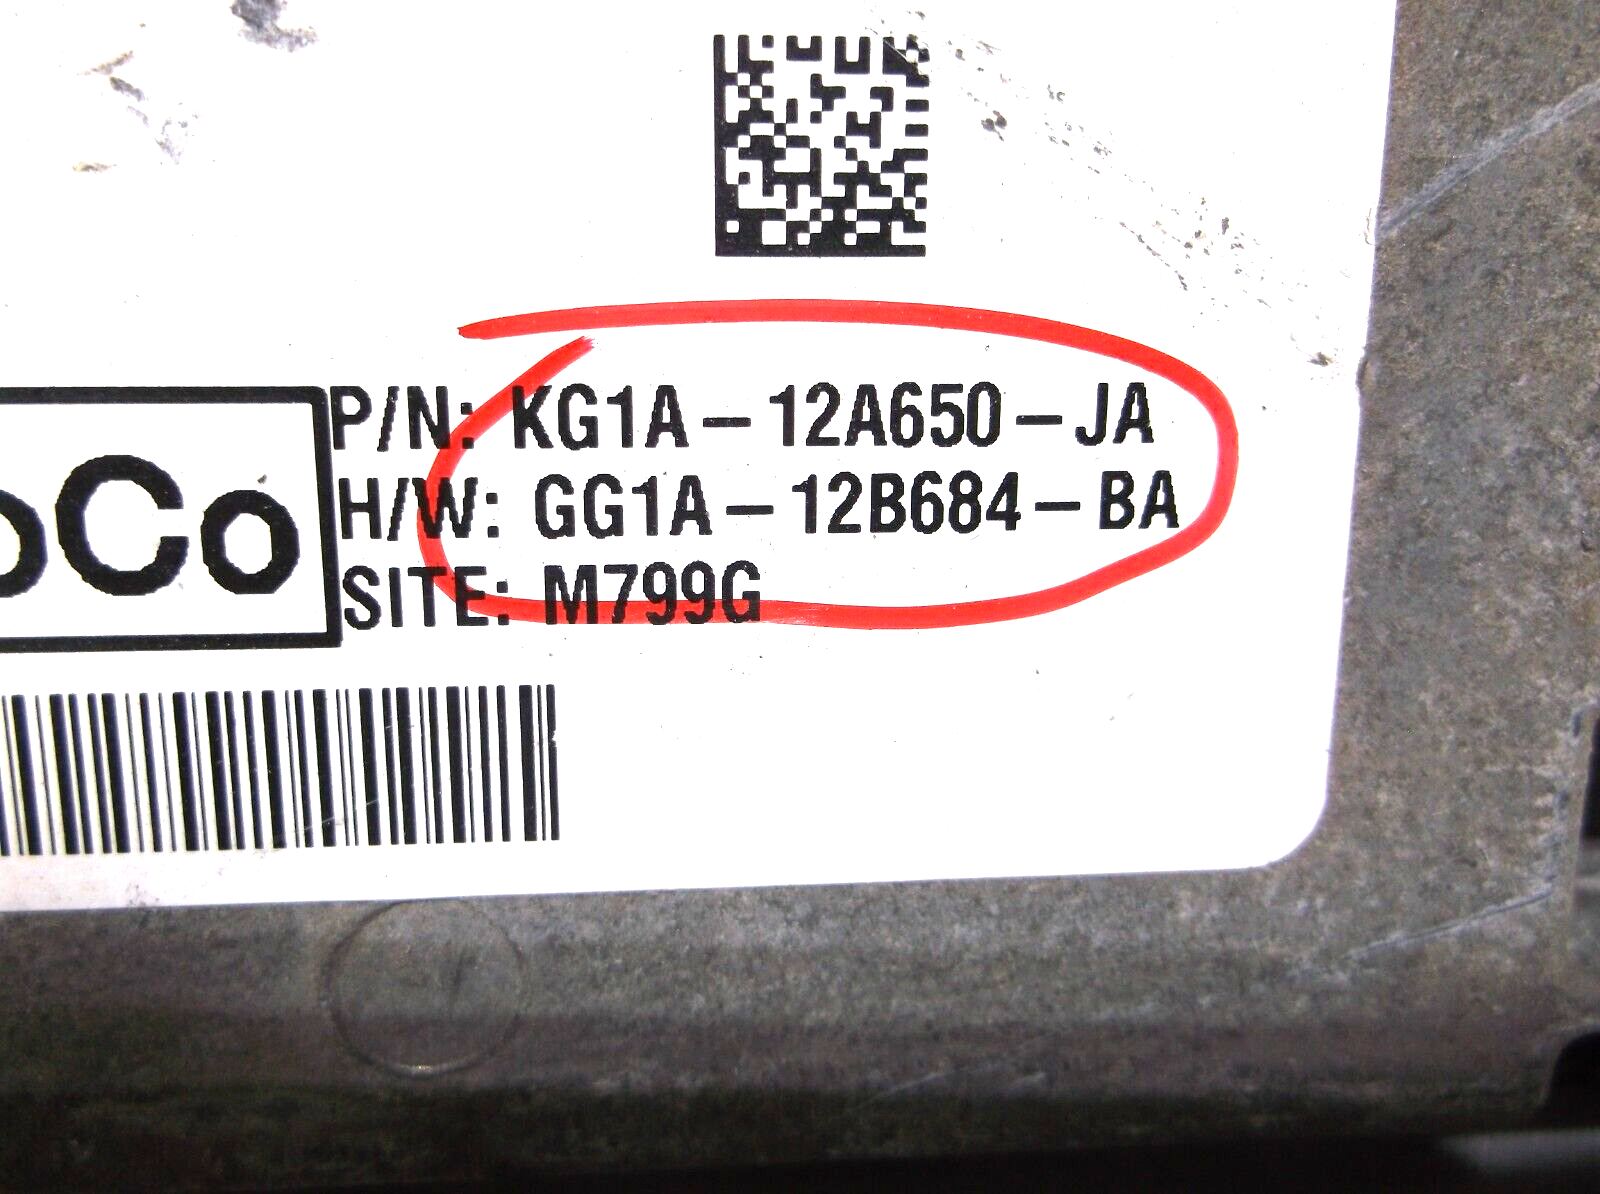 P/N: KG1A-12A650-JA
H/W: GG1A-12B684-BA
SITE: M799G
oCo